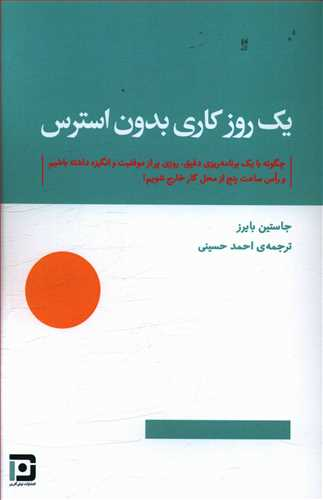 یک روز کاری بدون استرس
چگونه با یک برنامه‌ریزی دقیق، روزی پر از موفقیت و انگیزه داشته باشیم
و رأس ساعت پنج از محل کار خارج شویم!
جاستین بایرز
ترجمه‌ی احمد حسینی